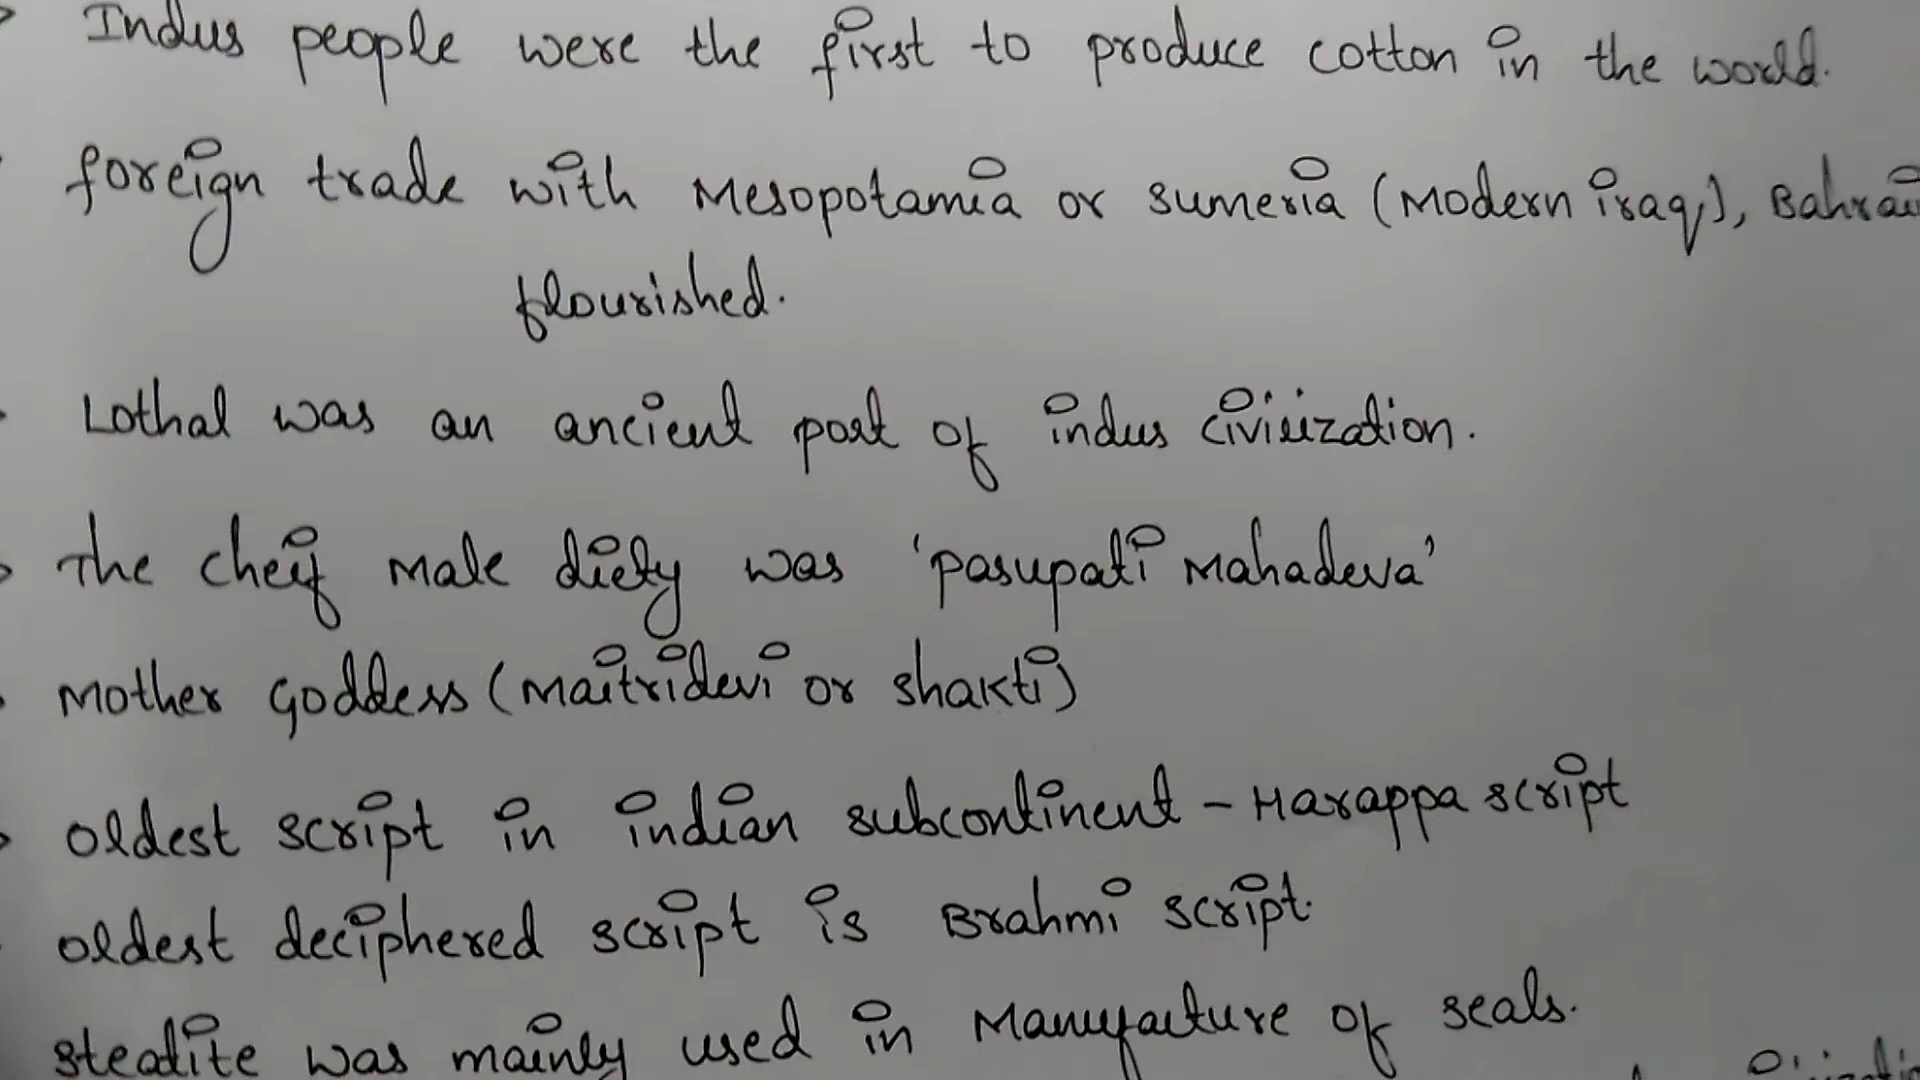 Indus people were the first to produce cotton in the world.
foreign trade with Mesopotamia or sumeria (Modern iraq), Bahrai
flourished.
Lothal was an ancient port of indus civilization.
The cheif male diety was 'pasupati Mahadeva'
Mother goddess (maitridevi or shakti)
oldest script in indian subcontinent - Harappa script
oldest deciphered script is Brahmi script.
steatite was mainly used in Manufacture of seals.